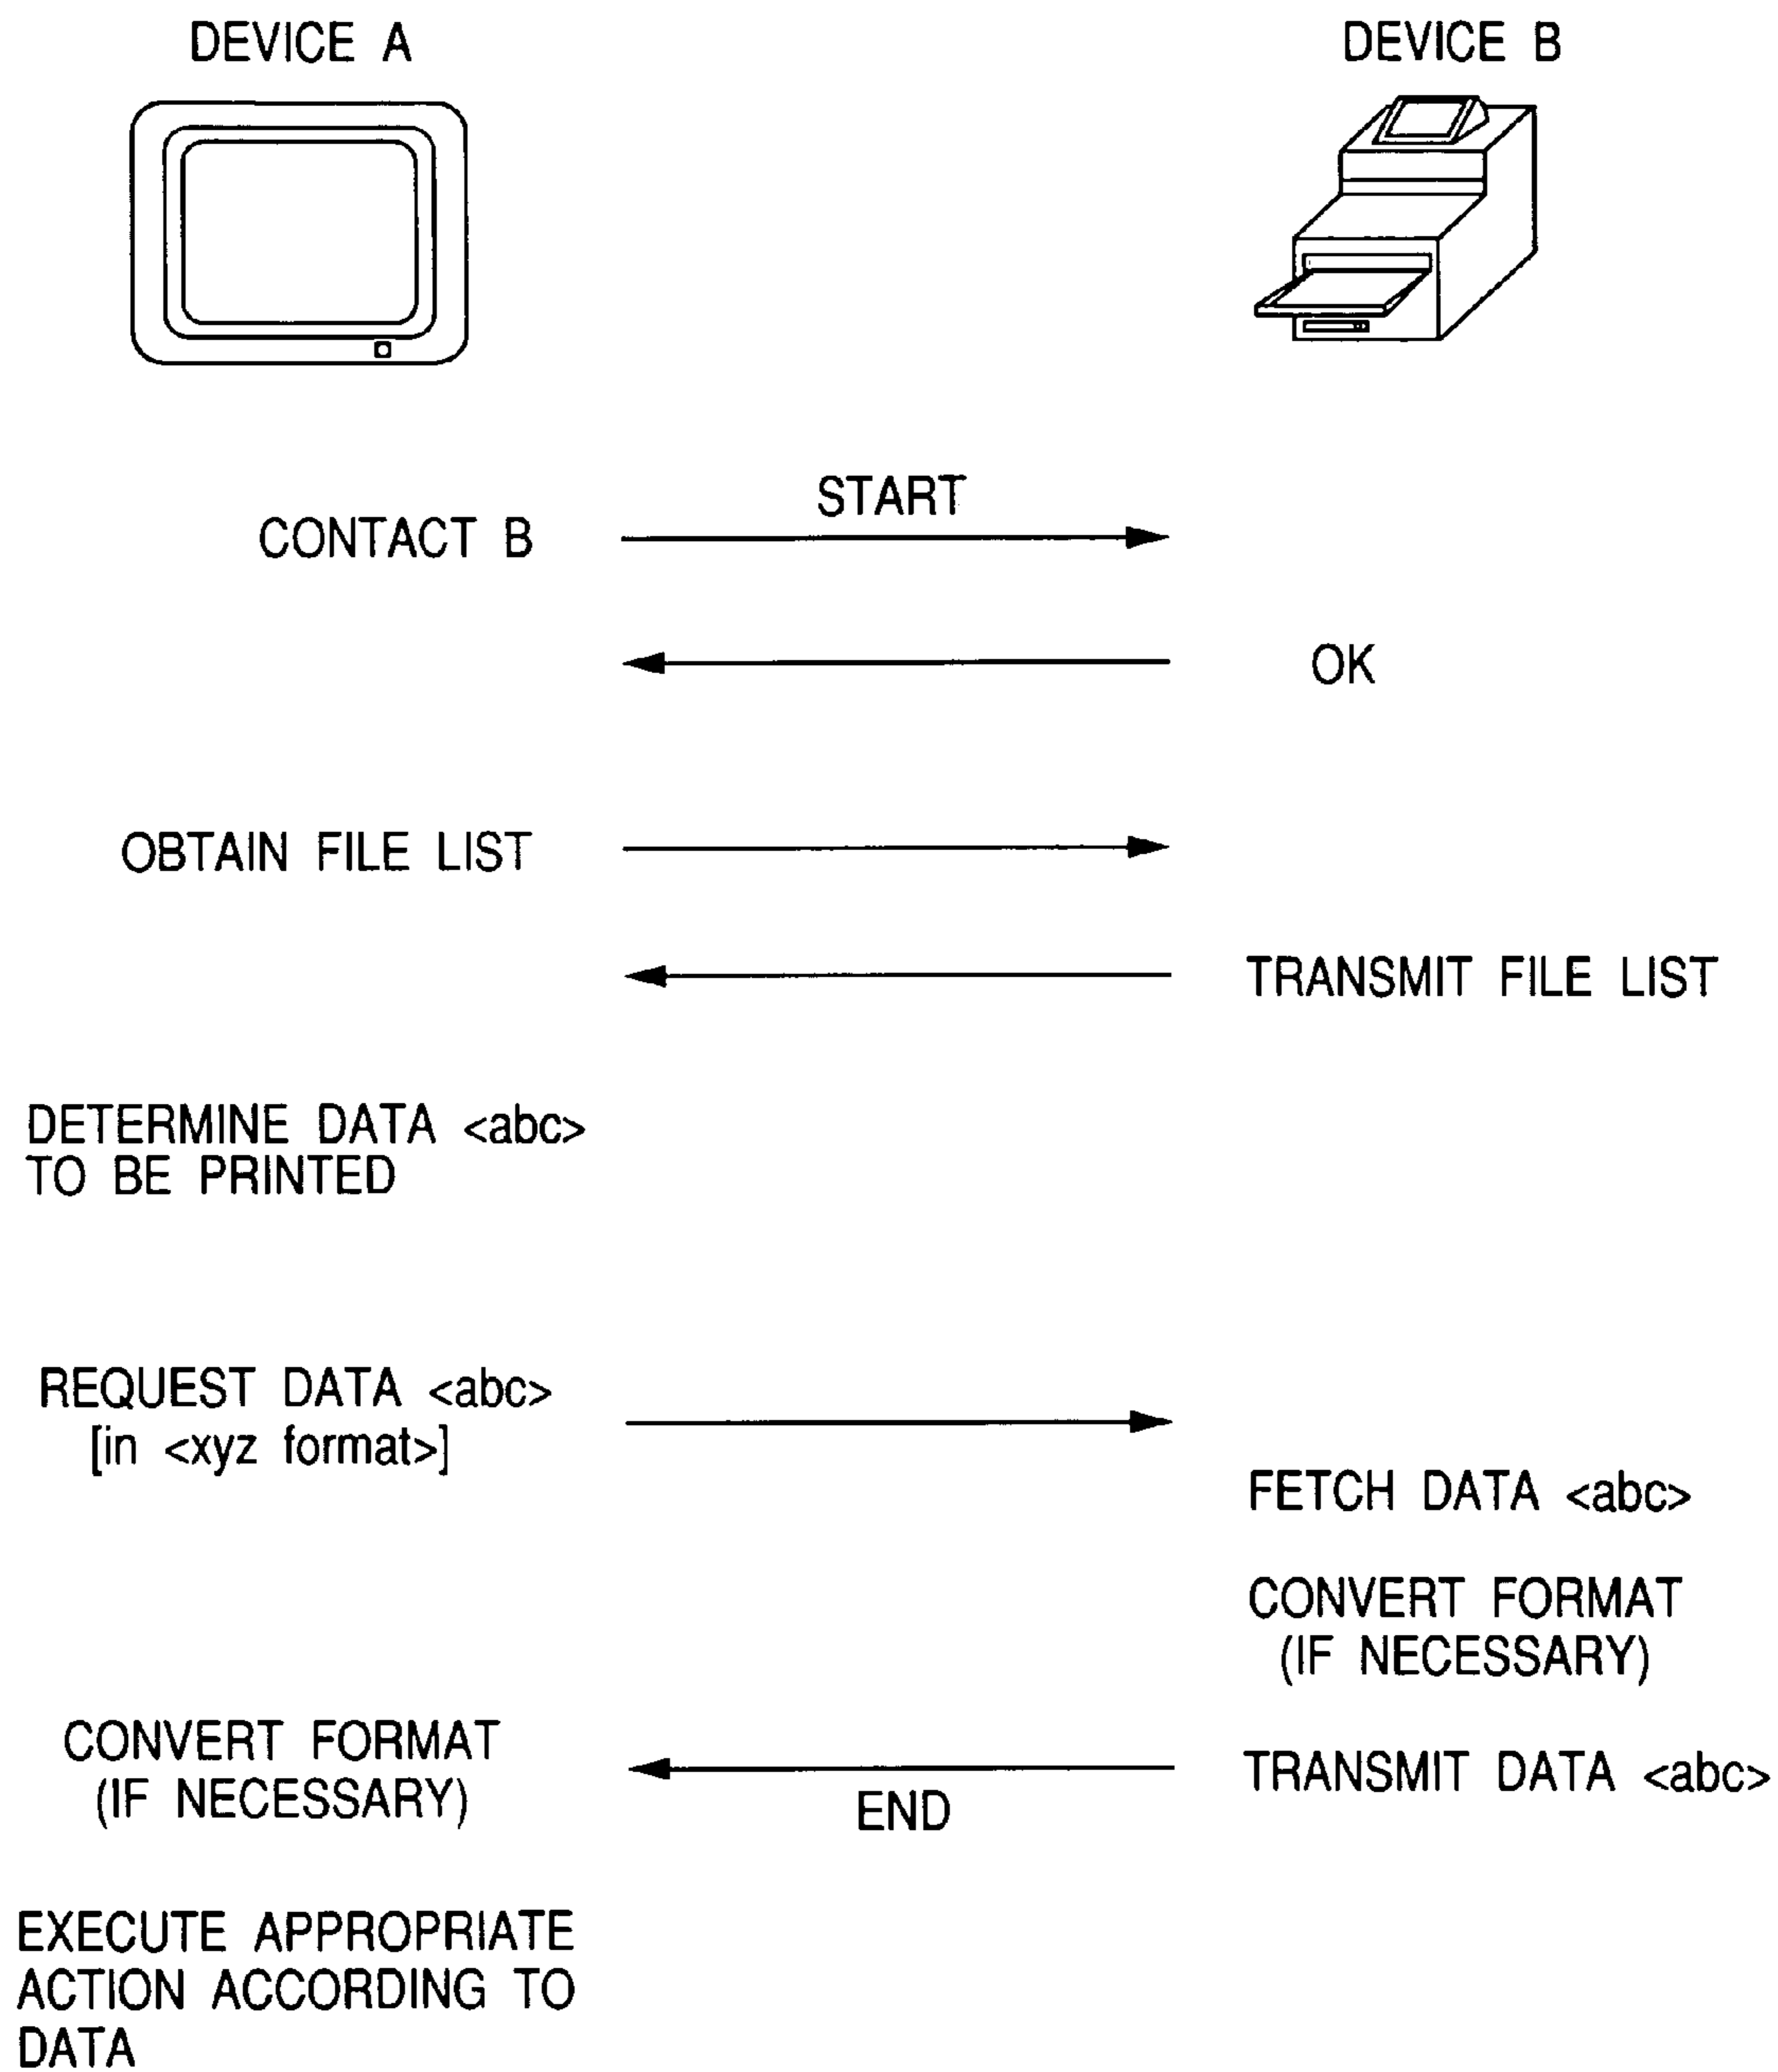 DEVICE A
DEVICE B
START
CONTACT B
OK
OBTAIN FILE LIST
TRANSMIT FILE LIST
DETERMINE DATA <abc>
TO BE PRINTED
REQUEST DATA <abc>
[in <xyz format>]
FETCH DATA <abc>
CONVERT FORMAT
(IF NECESSARY)
CONVERT FORMAT
(IF NECESSARY)
END
TRANSMIT DATA <abc>
EXECUTE APPROPRIATE
ACTION ACCORDING TO
DATA